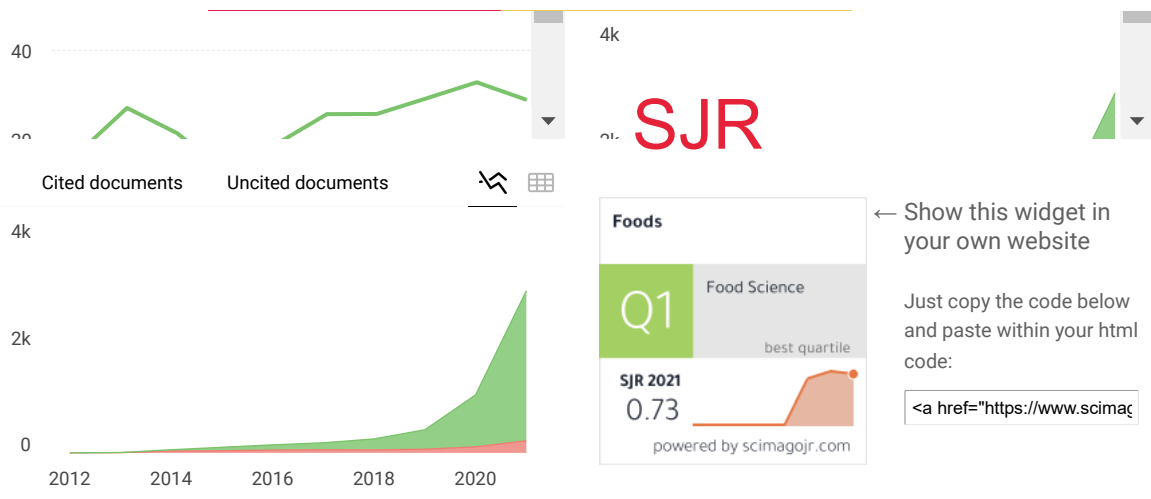 40
4k
SJR
Cited documents
Uncited documents
4k
2k
0
2012
2014
2016
2018
2020
Foods
Q1
Food Science
best quartile
SJR 2021
0.73
powered by scimagojr.com
← Show this widget in
your own website
Just copy the code below
and paste within your html
code:
<a href="https://www.scimag